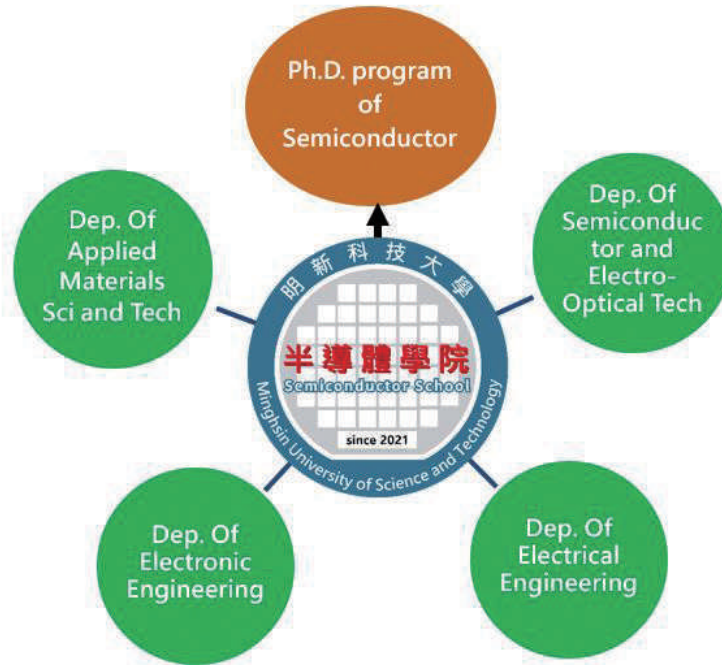 Ph.D. program
of
Semiconductor
Dep. Of
Applied
Materials
Sci and Tech
Dep. Of
Semiconduc
tor and
Electro-
Optical Tech
明新科技大學
半導體學院
Semiconductor School
since 2021
Minghsin University of Science and Technology
Dep. Of
Electronic
Engineering
Dep. Of
Electrical
Engineering